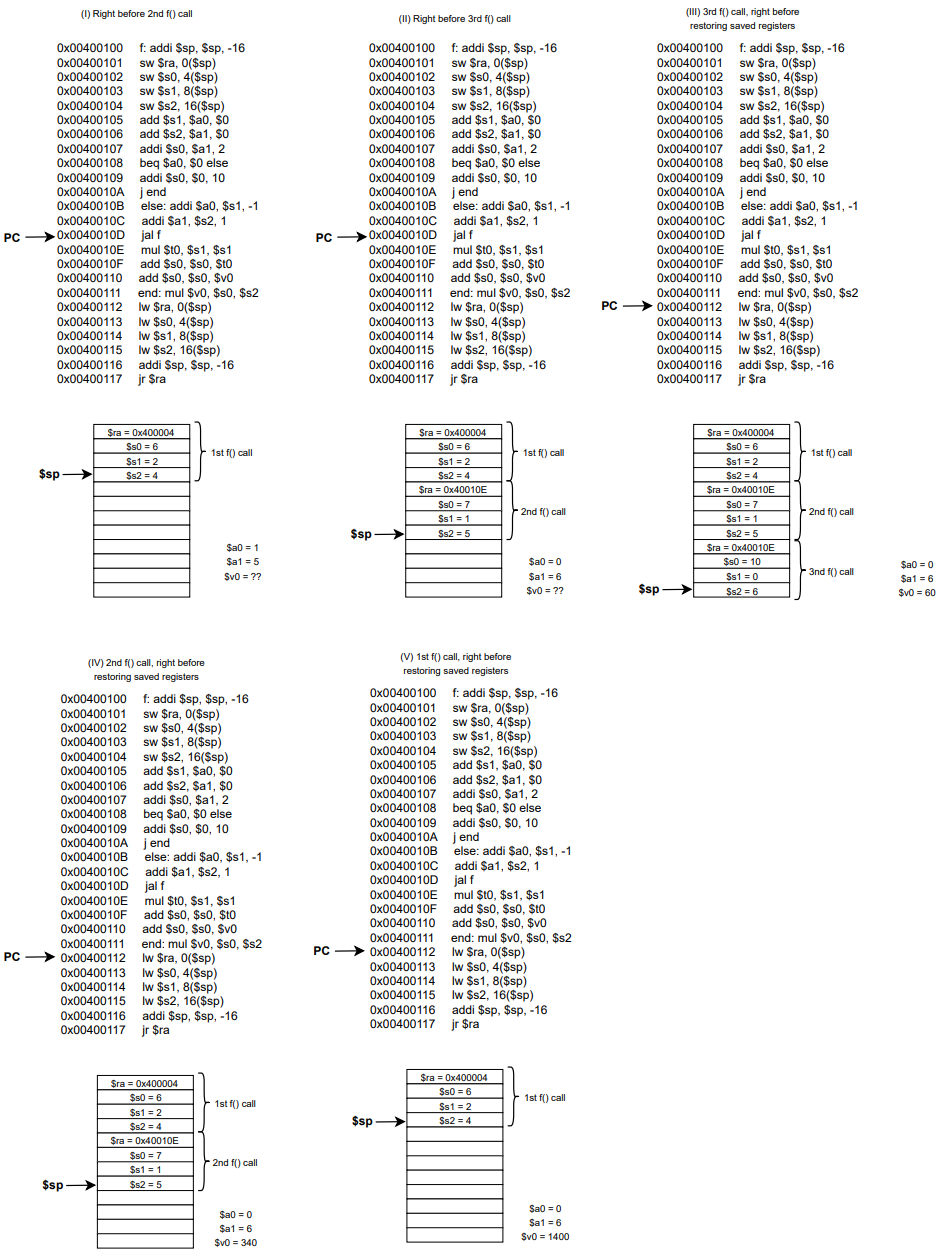 (I) Right before 2nd f() call
0x00400100 f: addi $sp, $sp, -16
0x00400101 sw $ra, 0($sp)
0x00400102 sw $s0, 4($sp)
0x00400103 sw $s1, 8($sp)
0x00400104 sw $s2, 16($sp)
0x00400105 add $s1, $a0, $0
0x00400106 add $s2, $a1, $0
0x00400107 addi $s0, $a1, 2
0x00400108 beq $a0, $0 else
0x00400109 addi $s0, $0, 10
0x0040010A j end
0x0040010B else: addi $a0, $s1, -1
0x0040010C addi $a1, $s2, 1
PC 0x0040010D jal f
0x0040010E mul $t0, $s1, $s1
0x0040010F add $s0, $s0, $t0
0x00400110 add $s0, $s0, $v0
0x00400111 end: mul $v0, $s0, $s2
0x00400112 lw $ra, 0($sp)
0x00400113 lw $s0, 4($sp)
0x00400114 lw $s1, 8($sp)
0x00400115 lw $s2, 16($sp)
0x00400116 addi $sp, $sp, -16
0x00400117 jr $ra
$ra = 0x400004
$s0 = 6
$s1 = 2
$s2 = 4
1st f() call
$sp
$a0 = 1
$a1 = 5
$v0 = ??
(II) Right before 3rd f() call
0x00400100 f: addi $sp, $sp, -16
0x00400101 sw $ra, 0($sp)
0x00400102 sw $s0, 4($sp)
0x00400103 sw $s1, 8($sp)
0x00400104 sw $s2, 16($sp)
0x00400105 add $s1, $a0, $0
0x00400106 add $s2, $a1, $0
0x00400107 addi $s0, $a1, 2
0x00400108 beq $a0, $0 else
0x00400109 addi $s0, $0, 10
0x0040010A j end
0x0040010B else: addi $a0, $s1, -1
0x0040010C addi $a1, $s2, 1
PC 0x0040010D jal f
0x0040010E mul $t0, $s1, $s1
0x0040010F add $s0, $s0, $t0
0x00400110 add $s0, $s0, $v0
0x00400111 end: mul $v0, $s0, $s2
0x00400112 lw $ra, 0($sp)
0x00400113 lw $s0, 4($sp)
0x00400114 lw $s1, 8($sp)
0x00400115 lw $s2, 16($sp)
0x00400116 addi $sp, $sp, -16
0x00400117 jr $ra
$ra = 0x400004
$s0 = 6
$s1 = 2
$s2 = 4
1st f() call
$ra = 0x40010E
$s0 = 7
$s1 = 1
$s2 = 5
2nd f() call
$sp
$a0 = 0
$a1 = 6
$v0 = ??
(III) 3rd f() call, right before
restoring saved registers
0x00400100 f: addi $sp, $sp, -16
0x00400101 sw $ra, 0($sp)
0x00400102 sw $s0, 4($sp)
0x00400103 sw $s1, 8($sp)
0x00400104 sw $s2, 16($sp)
0x00400105 add $s1, $a0, $0
0x00400106 add $s2, $a1, $0
0x00400107 addi $s0, $a1, 2
0x00400108 beq $a0, $0 else
0x00400109 addi $s0, $0, 10
0x0040010A j end
0x0040010B else: addi $a0, $s1, -1
0x0040010C addi $a1, $s2, 1
0x0040010D jal f
0x0040010E mul $t0, $s1, $s1
0x0040010F add $s0, $s0, $t0
0x00400110 add $s0, $s0, $v0
0x00400111 end: mul $v0, $s0, $s2
PC 0x00400112 lw $ra, 0($sp)
0x00400113 lw $s0, 4($sp)
0x00400114 lw $s1, 8($sp)
0x00400115 lw $s2, 16($sp)
0x00400116 addi $sp, $sp, -16
0x00400117 jr $ra
$ra = 0x400004
$s0 = 6
$s1 = 2
$s2 = 4
1st f() call
$ra = 0x40010E
$s0 = 7
$s1 = 1
$s2 = 5
2nd f() call
$ra = 0x40010E
$s0 = 10
$s1 = 0
$s2 = 6
3nd f() call
$sp
$a0 = 0
$a1 = 6
$v0 = 60
(IV) 2nd f() call, right before
restoring saved registers
0x00400100 f: addi $sp, $sp, -16
0x00400101 sw $ra, 0($sp)
0x00400102 sw $s0, 4($sp)
0x00400103 sw $s1, 8($sp)
0x00400104 sw $s2, 16($sp)
0x00400105 add $s1, $a0, $0
0x00400106 add $s2, $a1, $0
0x00400107 addi $s0, $a1, 2
0x00400108 beq $a0, $0 else
0x00400109 addi $s0, $0, 10
0x0040010A j end
0x0040010B else: addi $a0, $s1, -1
0x0040010C addi $a1, $s2, 1
0x0040010D jal f
0x0040010E mul $t0, $s1, $s1
0x0040010F add $s0, $s0, $t0
0x00400110 add $s0, $s0, $v0
0x00400111 end: mul $v0, $s0, $s2
PC 0x00400112 lw $ra, 0($sp)
0x00400113 lw $s0, 4($sp)
0x00400114 lw $s1, 8($sp)
0x00400115 lw $s2, 16($sp)
0x00400116 addi $sp, $sp, -16
0x00400117 jr $ra
$ra = 0x400004
$s0 = 6
$s1 = 2
$s2 = 4
1st f() call
$ra = 0x40010E
$s0 = 7
$s1 = 1
$s2 = 5
2nd f() call
$sp
$a0 = 0
$a1 = 6
$v0 = 340
(V) 1st f() call, right before
restoring saved registers
0x00400100 f: addi $sp, $sp, -16
0x00400101 sw $ra, 0($sp)
0x00400102 sw $s0, 4($sp)
0x00400103 sw $s1, 8($sp)
0x00400104 sw $s2, 16($sp)
0x00400105 add $s1, $a0, $0
0x00400106 add $s2, $a1, $0
0x00400107 addi $s0, $a1, 2
0x00400108 beq $a0, $0 else
0x00400109 addi $s0, $0, 10
0x0040010A j end
0x0040010B else: addi $a0, $s1, -1
0x0040010C addi $a1, $s2, 1
0x0040010D jal f
0x0040010E mul $t0, $s1, $s1
0x0040010F add $s0, $s0, $t0
0x00400110 add $s0, $s0, $v0
0x00400111 end: mul $v0, $s0, $s2
PC 0x00400112 lw $ra, 0($sp)
0x00400113 lw $s0, 4($sp)
0x00400114 lw $s1, 8($sp)
0x00400115 lw $s2, 16($sp)
0x00400116 addi $sp, $sp, -16
0x00400117 jr $ra
$ra = 0x400004
$s0 = 6
$s1 = 2
$s2 = 4
1st f() call
$sp
$a0 = 0
$a1 = 6
$v0 = 1400